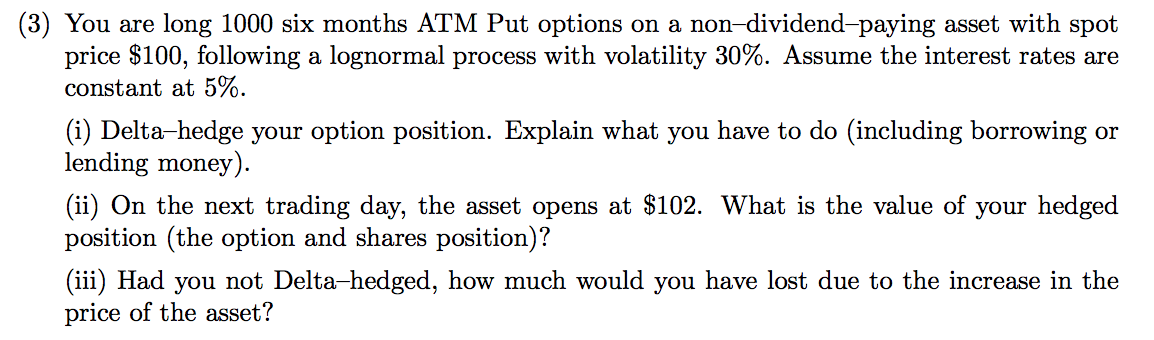 (3) You are long 1000 six months ATM Put options on a non–dividend–paying asset with spot
price $100, following a lognormal process with volatility 30%. Assume the interest rates are
constant at 5%.
(i) Delta–hedge your option position. Explain what you have to do (including borrowing or
lending money).
(ii) On the next trading day, the asset opens at $102. What is the value of your hedged
position (the option and shares position)?
(iii) Had you not Delta–hedged, how much would you have lost due to the increase in the
price of the asset?